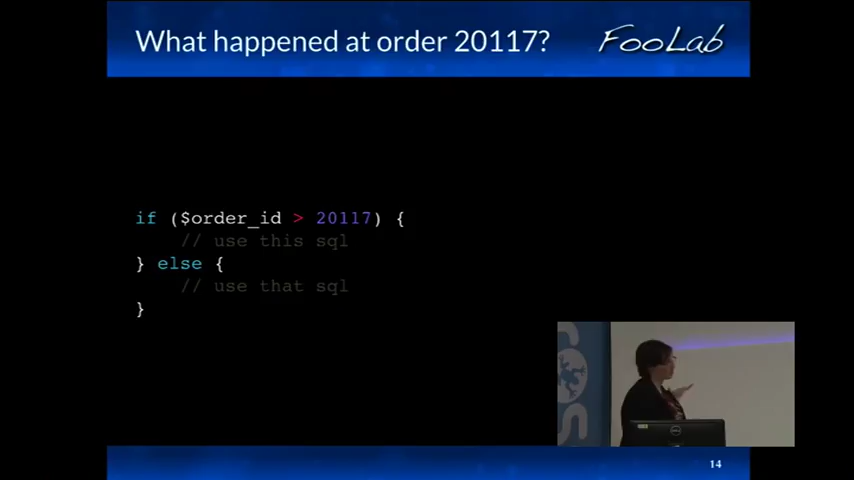 What happened at order 20117?
FooLab
if ($order_id > 20117) {
// use this sql
} else {
// use that sql
}
14